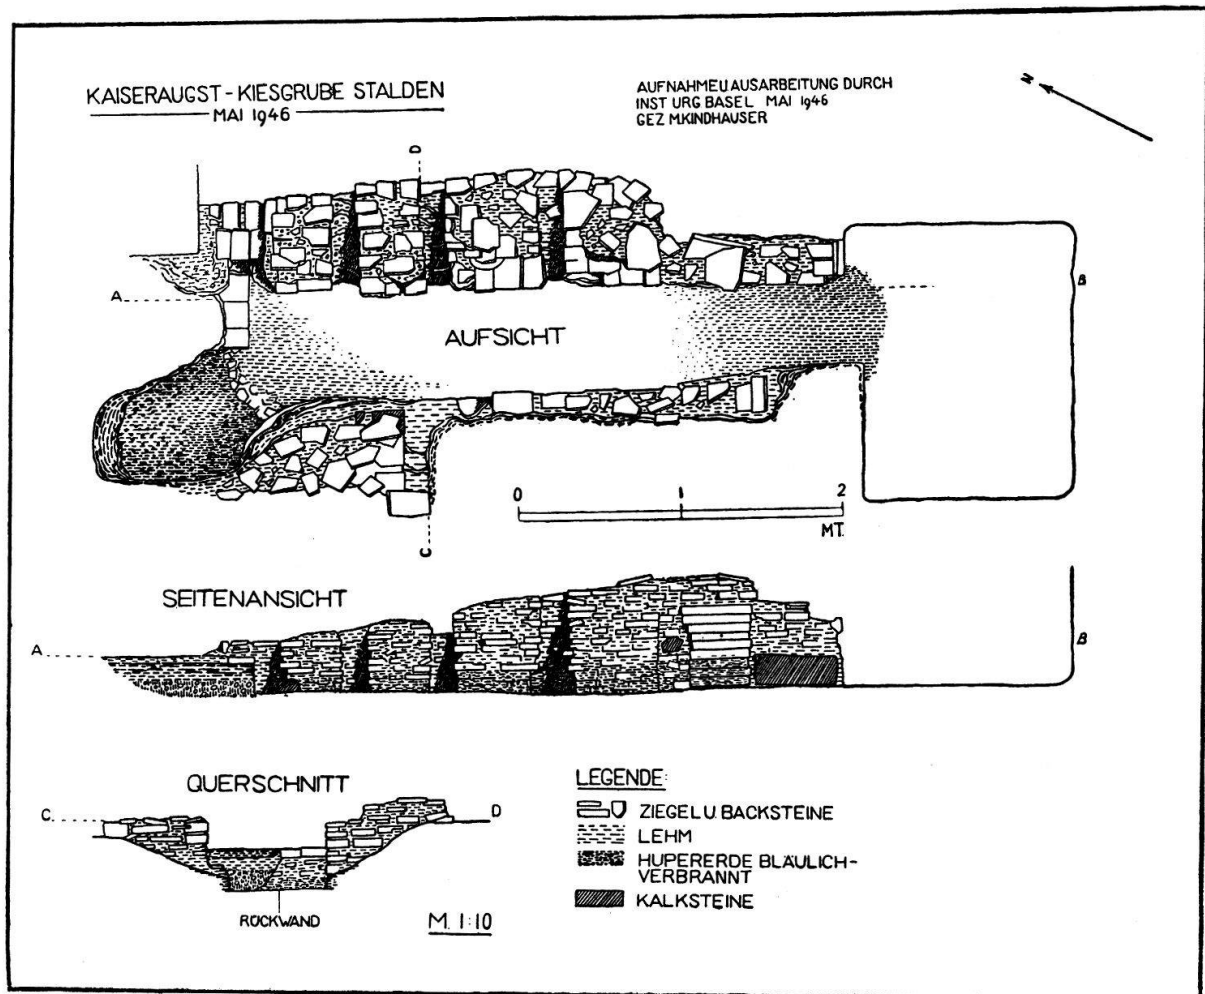 KAISERAUGST - KIESGRUBE STALDEN
MAI 1946
AUFNAHME U AUSARBEITUNG DURCH
INST URG BASEL MAI 1946
GEZ M.KINDHAUSER
N
D
A
B
AUFSICHT
0 1 2
MT.
C
SEITENANSICHT
A
B
QUERSCHNITT
C. D
RÜCKWAND
M. 1:10
LEGENDE:
ZIEGEL U. BACKSTEINE
LEHM
HUPERERDE BLÄULICH-
VERBRANNT
KALKSTEINE